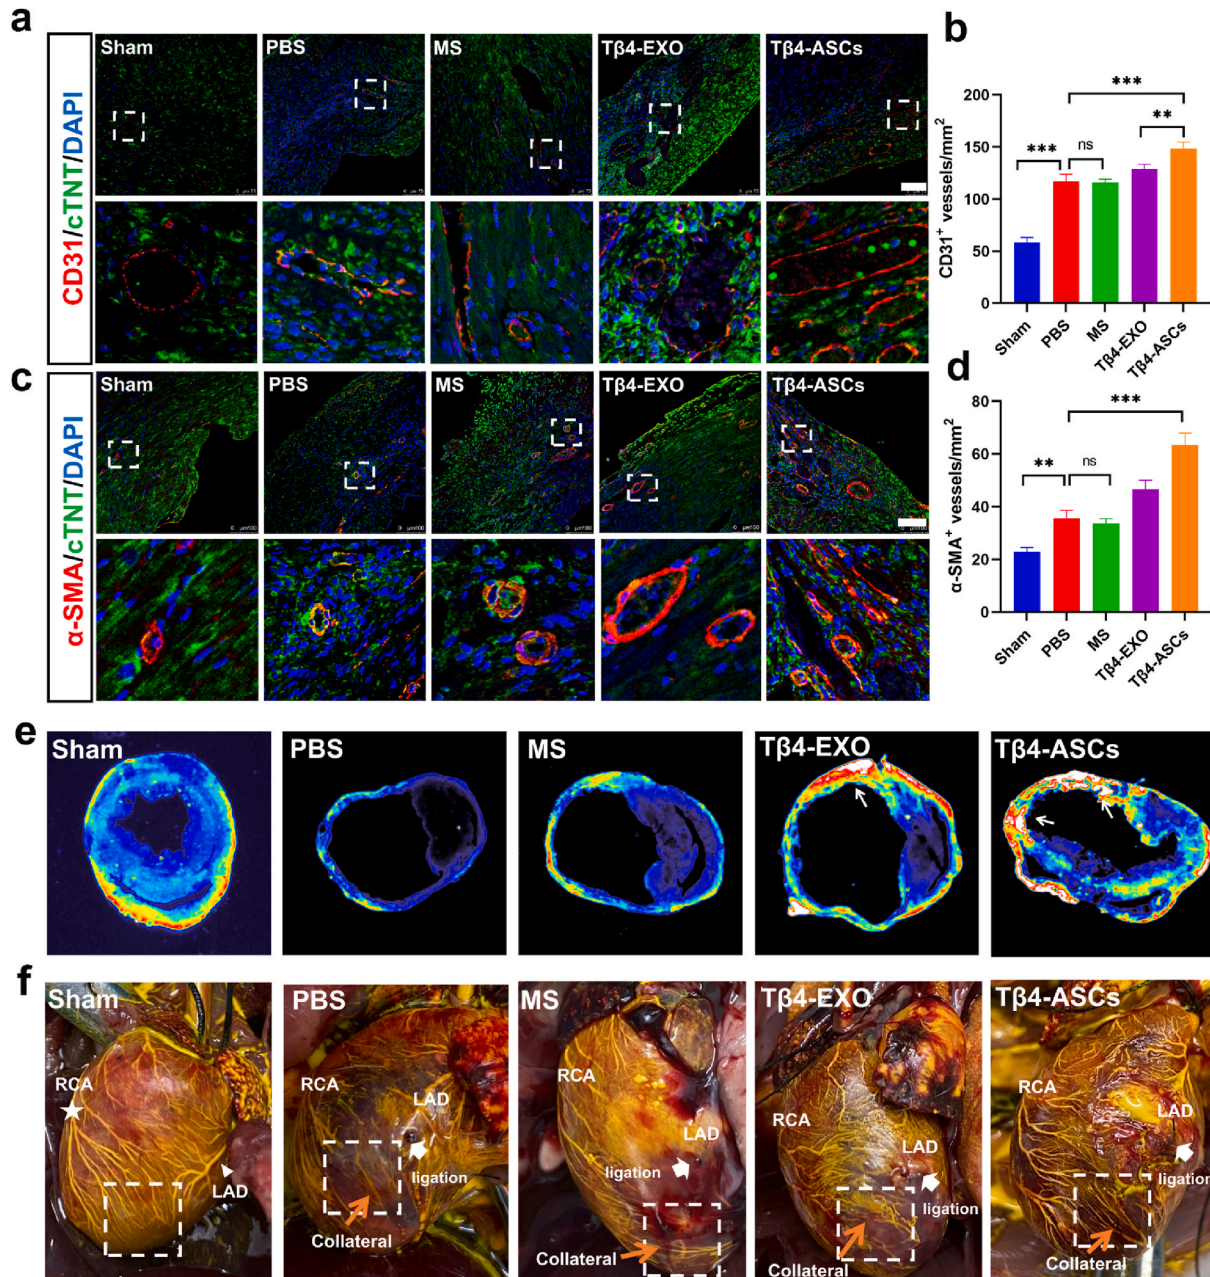 a
CD31/cTNT/DAPI
Sham
PBS
MS
Tβ4-EXO
Tβ4-ASCs
b
CD31+ vessels/mm2
200
150
100
50
0
***
ns
***
**
Sham
PBS
MS
Tβ4-EXO
Tβ4-ASCs
c
α-SMA/cTNT/DAPI
Sham
PBS
MS
Tβ4-EXO
Tβ4-ASCs
d
α-SMA+ vessels/mm2
80
60
40
20
0
**
ns
***
Sham
PBS
MS
Tβ4-EXO
Tβ4-ASCs
e
Sham
PBS
MS
Tβ4-EXO
Tβ4-ASCs
f
Sham
RCA
LAD
PBS
RCA
LAD
ligation
Collateral
MS
RCA
LAD
ligation
Collateral
Tβ4-EXO
RCA
LAD
ligation
Collateral
Tβ4-ASCs
RCA
LAD
ligation
Collateral